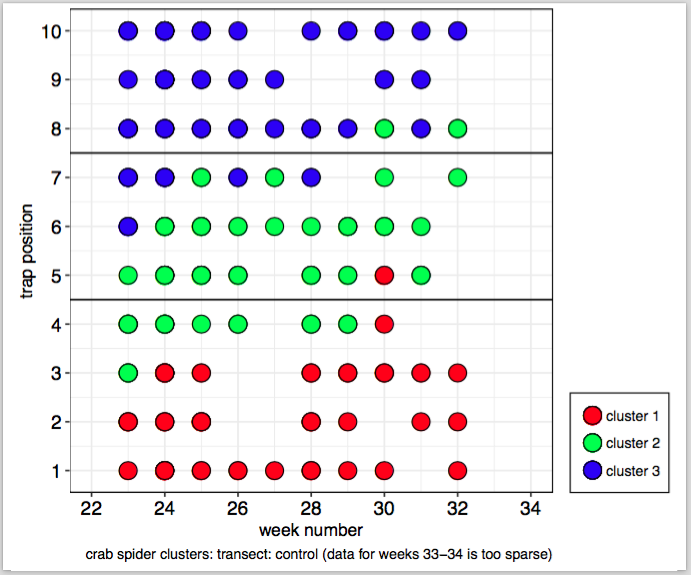 10
9
8
7
6
5
4
3
2
1
trap position
22 24 26 28 30 32 34
week number
cluster 1
cluster 2
cluster 3
crab spider clusters: transect: control (data for weeks 33–34 is too sparse)